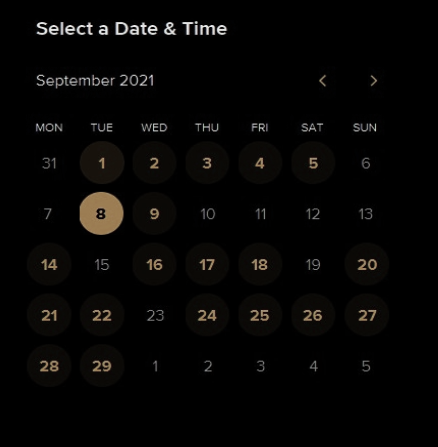 Select a Date & Time
September 2021
MON TUE WED THU FRI SAT SUN
31 1 2 3 4 5 6
7 8 9 10 11 12 13
14 15 16 17 18 19 20
21 22 23 24 25 26 27
28 29 1 2 3 4 5